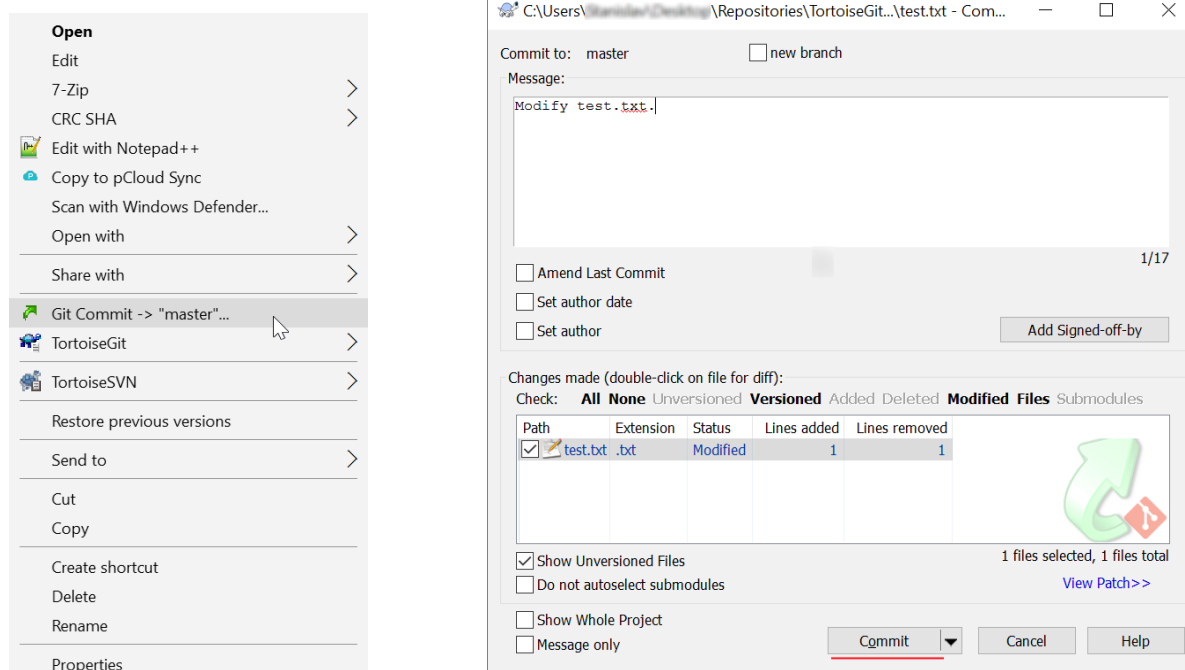 Open
Edit
7-Zip
CRC SHA
Edit with Notepad++
Copy to pCloud Sync
Scan with Windows Defender...
Open with
Share with
Git Commit -> "master"...
TortoiseGit
TortoiseSVN
Restore previous versions
Send to
Cut
Copy
Create shortcut
Delete
Rename
Properties
C:\Users\ \Repositories\TortoiseGit...\test.txt - Com...
Commit to: master new branch
Message:
Modify test.txt.
1/17
Amend Last Commit
Set author date
Set author Add Signed-off-by
Changes made (double-click on file for diff):
Check: All None Unversioned Versioned Added Deleted Modified Files Submodules
Path Extension Status Lines added Lines removed
test.txt .txt Modified 1 1
Show Unversioned Files 1 files selected, 1 files total
Do not autoselect submodules View Patch>>
Show Whole Project
Message only Commit Cancel Help